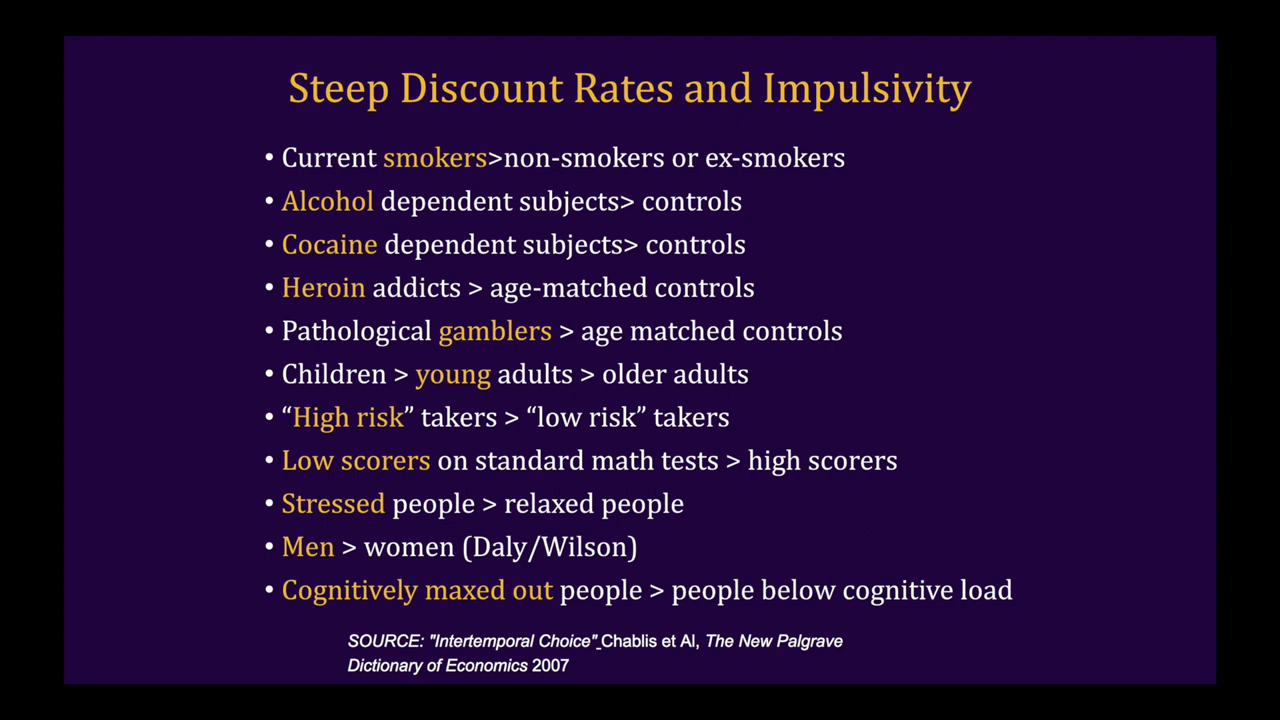 Steep Discount Rates and Impulsivity
• Current smokers>non-smokers or ex-smokers
• Alcohol dependent subjects> controls
• Cocaine dependent subjects> controls
• Heroin addicts > age-matched controls
• Pathological gamblers > age matched controls
• Children > young adults > older adults
• “High risk” takers > “low risk” takers
• Low scorers on standard math tests > high scorers
• Stressed people > relaxed people
• Men > women (Daly/Wilson)
• Cognitively maxed out people > people below cognitive load
SOURCE: "Intertemporal Choice" Chablis et Al, The New Palgrave
Dictionary of Economics 2007